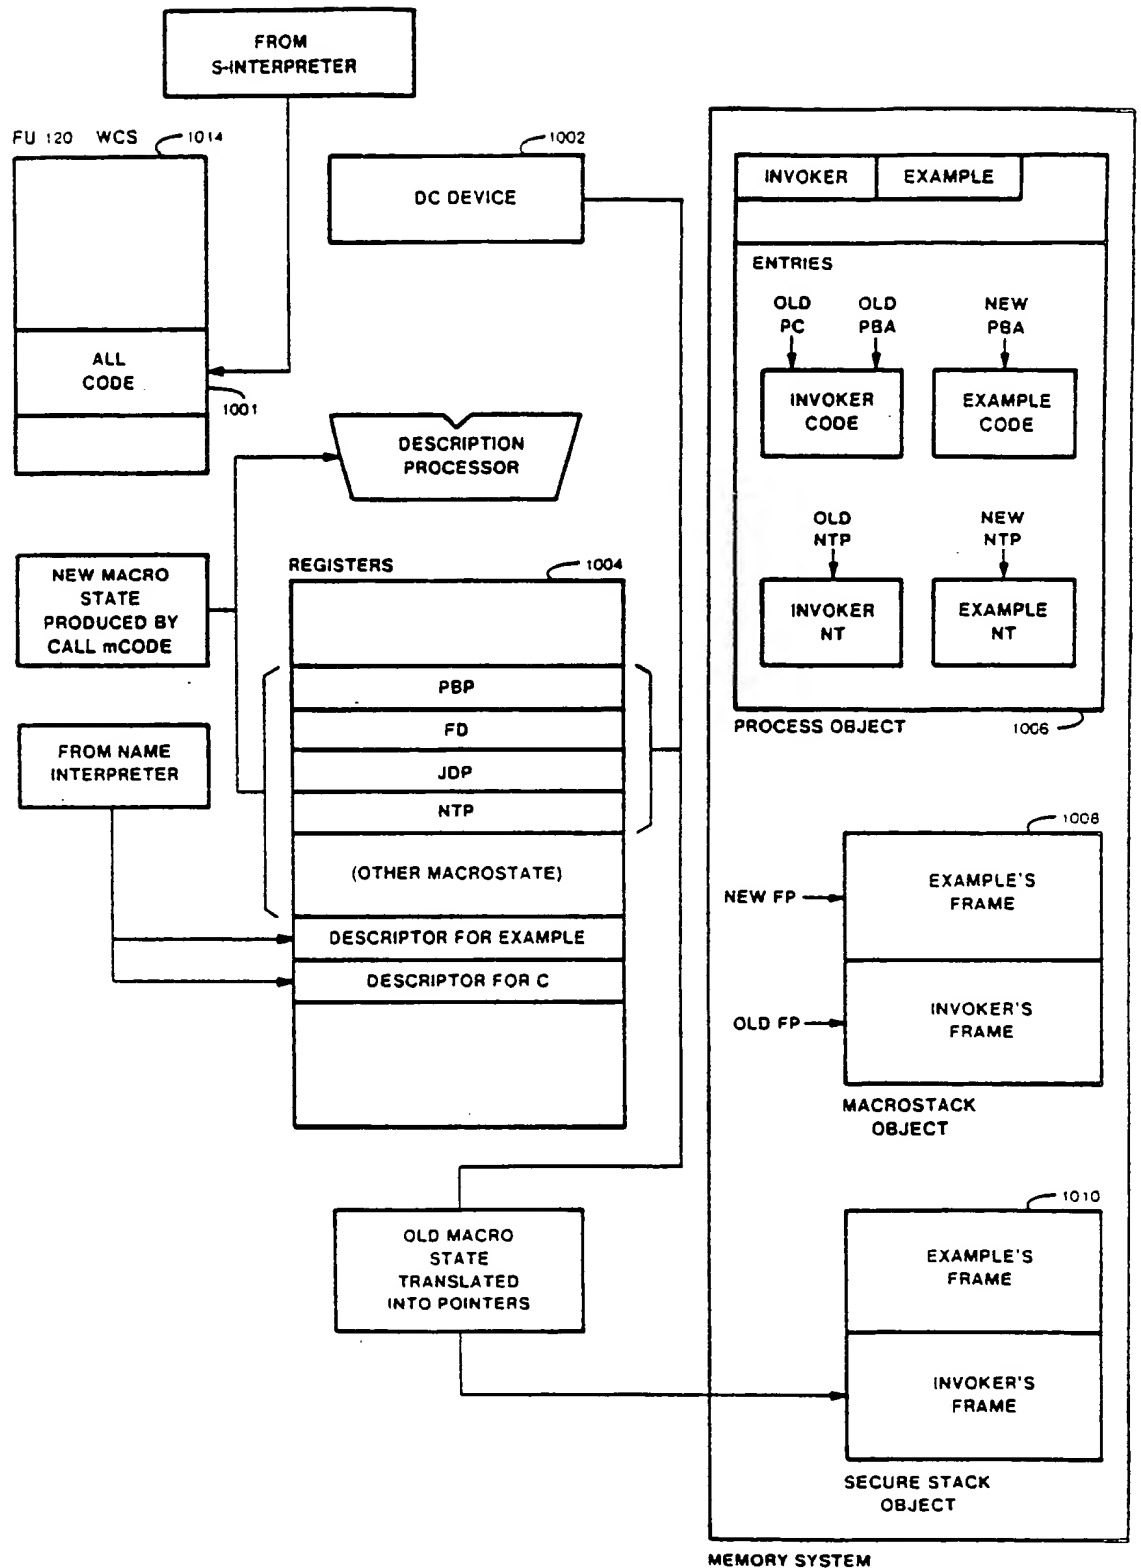 FROM
S-INTERPRETER
FU 120 WCS
1014
1002
DC DEVICE
INVOKER
EXAMPLE
ENTRIES
OLD
PC
OLD
PBA
NEW
PBA
ALL
CODE
1001
INVOKER
CODE
EXAMPLE
CODE
DESCRIPTION
PROCESSOR
OLD
NTP
NEW
NTP
NEW MACRO
STATE
PRODUCED BY
CALL mCODE
REGISTERS
1004
INVOKER
NT
EXAMPLE
NT
PBP
FD
JDP
NTP
(OTHER MACROSTATE)
DESCRIPTOR FOR EXAMPLE
DESCRIPTOR FOR C
FROM NAME
INTERPRETER
PROCESS OBJECT
1006
1008
NEW FP
EXAMPLE'S
FRAME
OLD FP
INVOKER'S
FRAME
MACROSTACK
OBJECT
OLD MACRO
STATE
TRANSLATED
INTO POINTERS
1010
EXAMPLE'S
FRAME
INVOKER'S
FRAME
SECURE STACK
OBJECT
MEMORY SYSTEM